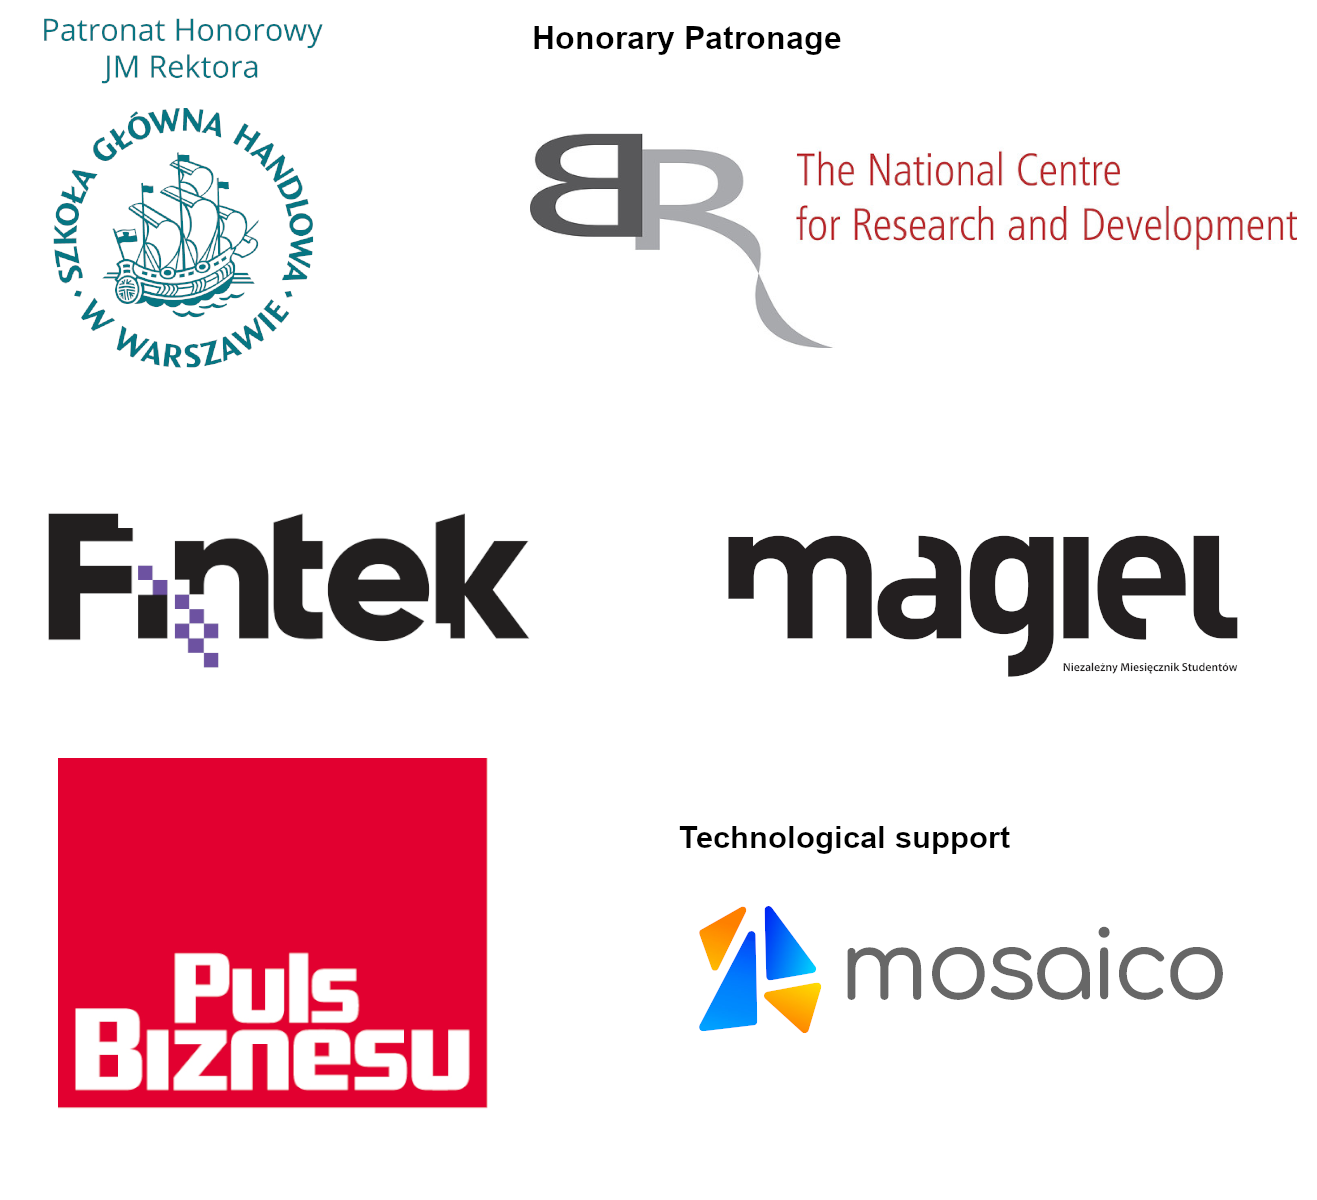 Patronat Honorowy
JM Rektora
SZKOŁA GŁÓWNA HANDLOWA
· W WARSZAWIE ·
Honorary Patronage
BR
The National Centre
for Research and Development
Fintek
magiel
Niezależny Miesięcznik Studentów
Puls
Biznesu
Technological support
mosaico